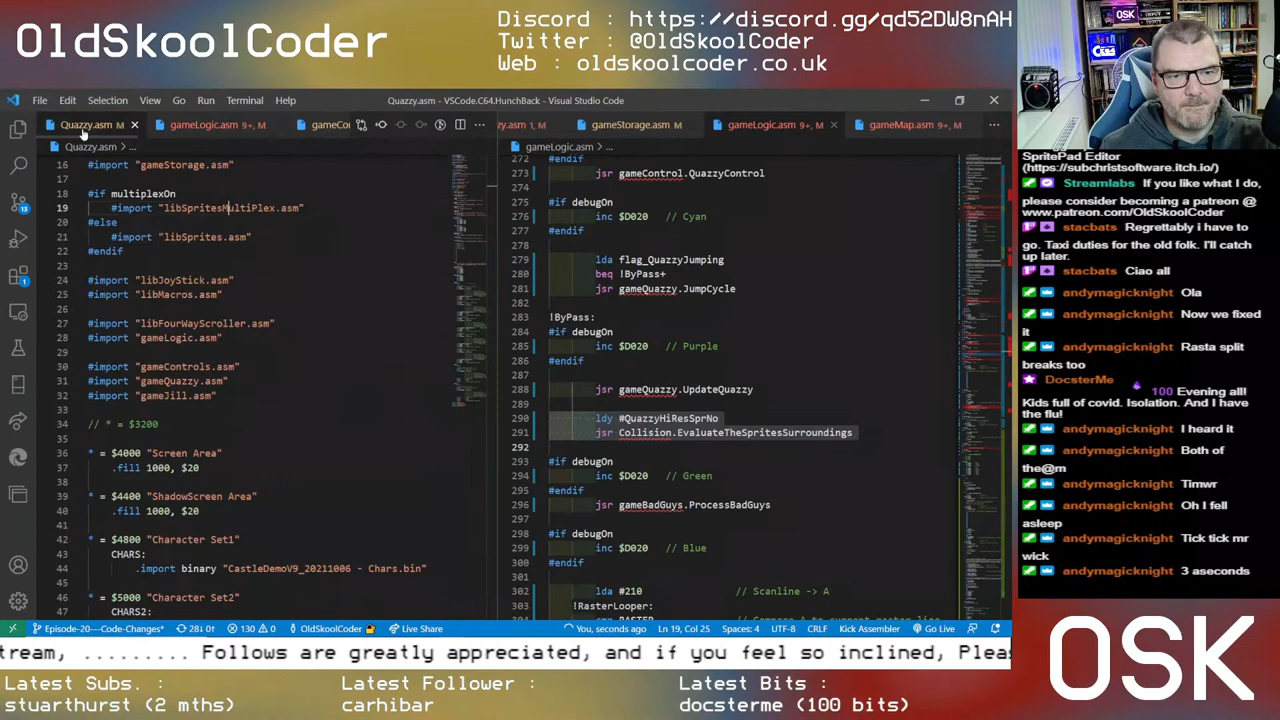 OldSkoolCoder
Discord : https://discord.gg/qd52DW8nAH
Twitter : @OldSkoolCoder
Web : oldskoolcoder.co.uk
File Edit Selection View Go Run Terminal Help
Quazzy.asm - VSCode.C64.HunchBack - Visual Studio Code
Quazzy.asm M
gameLogic.asm 9+, M
gameCo
Quazzy.asm > ...
16 #import "gameStorage.asm"
17
18 #if multiplexOn
19 #import "libSpritesMultiPlex.asm"
20 #else
21 #import "libSprites.asm"
22 #endif
23
24 #import "libJoyStick.asm"
25 #import "libMacros.asm"
26
27 #import "libFourWayScroller.asm"
28 #import "gameLogic.asm"
29
30 #import "gameControls.asm"
31 #import "gameQuazzy.asm"
32 #import "gameJill.asm"
33
34 // * = $3200
35
36 * = $4000 "Screen Area"
37 .fill 1000, $20
38
39 * = $4400 "ShadowScreen Area"
40 .fill 1000, $20
41
42 * = $4800 "Character Set1"
43 CHARS:
44 .import binary "CastleDemoV9_20211006 - Chars.bin"
45
46 * = $5000 "Character Set2"
47 CHARS2:
zy.asm 1, M
gameStorage.asm M
gameLogic.asm 9+, M
gameMap.asm 9+, M
gameLogic.asm > ...
272 #endif
273 jsr gameControl.QuazzyControl
274
275 #if debugOn
276 inc $D020 // Cyan
277 #endif
278
279 lda flag_QuazzyJumping
280 beq !ByPass+
281 jsr gameQuazzy.JumpCycle
282
283 !ByPass:
284 #if debugOn
285 inc $D020 // Purple
286 #endif
287
288 jsr gameQuazzy.UpdateQuazzy
289
290 ldy #QuazzyHiResSprNo
291 jsr Collision.EvaluateTheSpritesSurroundings
292
293 #if debugOn
294 inc $D020 // Green
295 #endif
296 jsr gameBadGuys.ProcessBadGuys
297
298 #if debugOn
299 inc $D020 // Blue
300 #endif
301
302 lda #210 // Scanline -> A
303 !RasterLooper:
Episode-20---Code-Changes* 28↓ 0↑ 130 0 OldSkoolCoder Live Share
You, seconds ago Ln 19, Col 25 Spaces: 4 UTF-8 CRLF Kick Assembler Go Live
SpritePad Editor
(https://subchristsoftware.itch.io/)
Streamlabs If you like what I do,
please consider becoming a patreon @
www.patreon.com/OldSkoolCoder
stacbats Regrettably i have to
go. Taxi duties for the old folk. I'll catch
up later.
stacbats Ciao all
andymagicknight Ola
andymagicknight Now we fixed
it
andymagicknight Rasta split
breaks too
DocsterMe 100 Evening all!
Kids full of covid. Isolation. And I have
the flu!
andymagicknight I heard it
andymagicknight Both of
the@m
andymagicknight Timwr
andymagicknight Oh I fell
asleep
andymagicknight Tick tick mr
wick
andymagicknight 3 aseconds
OSK
tream, ......... Follows are greatly appreciated, and if you feel so inclined, Pleas
Latest Subs. :
stuarthurst (2 mths)
Latest Follower :
carhibar
Latest Bits :
docsterme (100 bits)